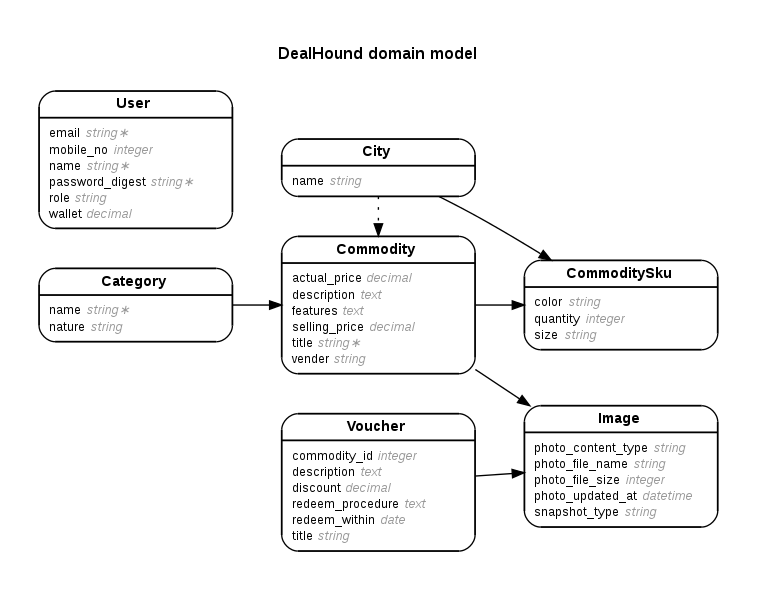 DealHound domain model
User
email string∗
mobile_no integer
name string∗
password_digest string∗
role string
wallet decimal
City
name string
Category
name string∗
nature string
Commodity
actual_price decimal
description text
features text
selling_price decimal
title string∗
vender string
CommoditySku
color string
quantity integer
size string
Voucher
commodity_id integer
description text
discount decimal
redeem_procedure text
redeem_within date
title string
Image
photo_content_type string
photo_file_name string
photo_file_size integer
photo_updated_at datetime
snapshot_type string